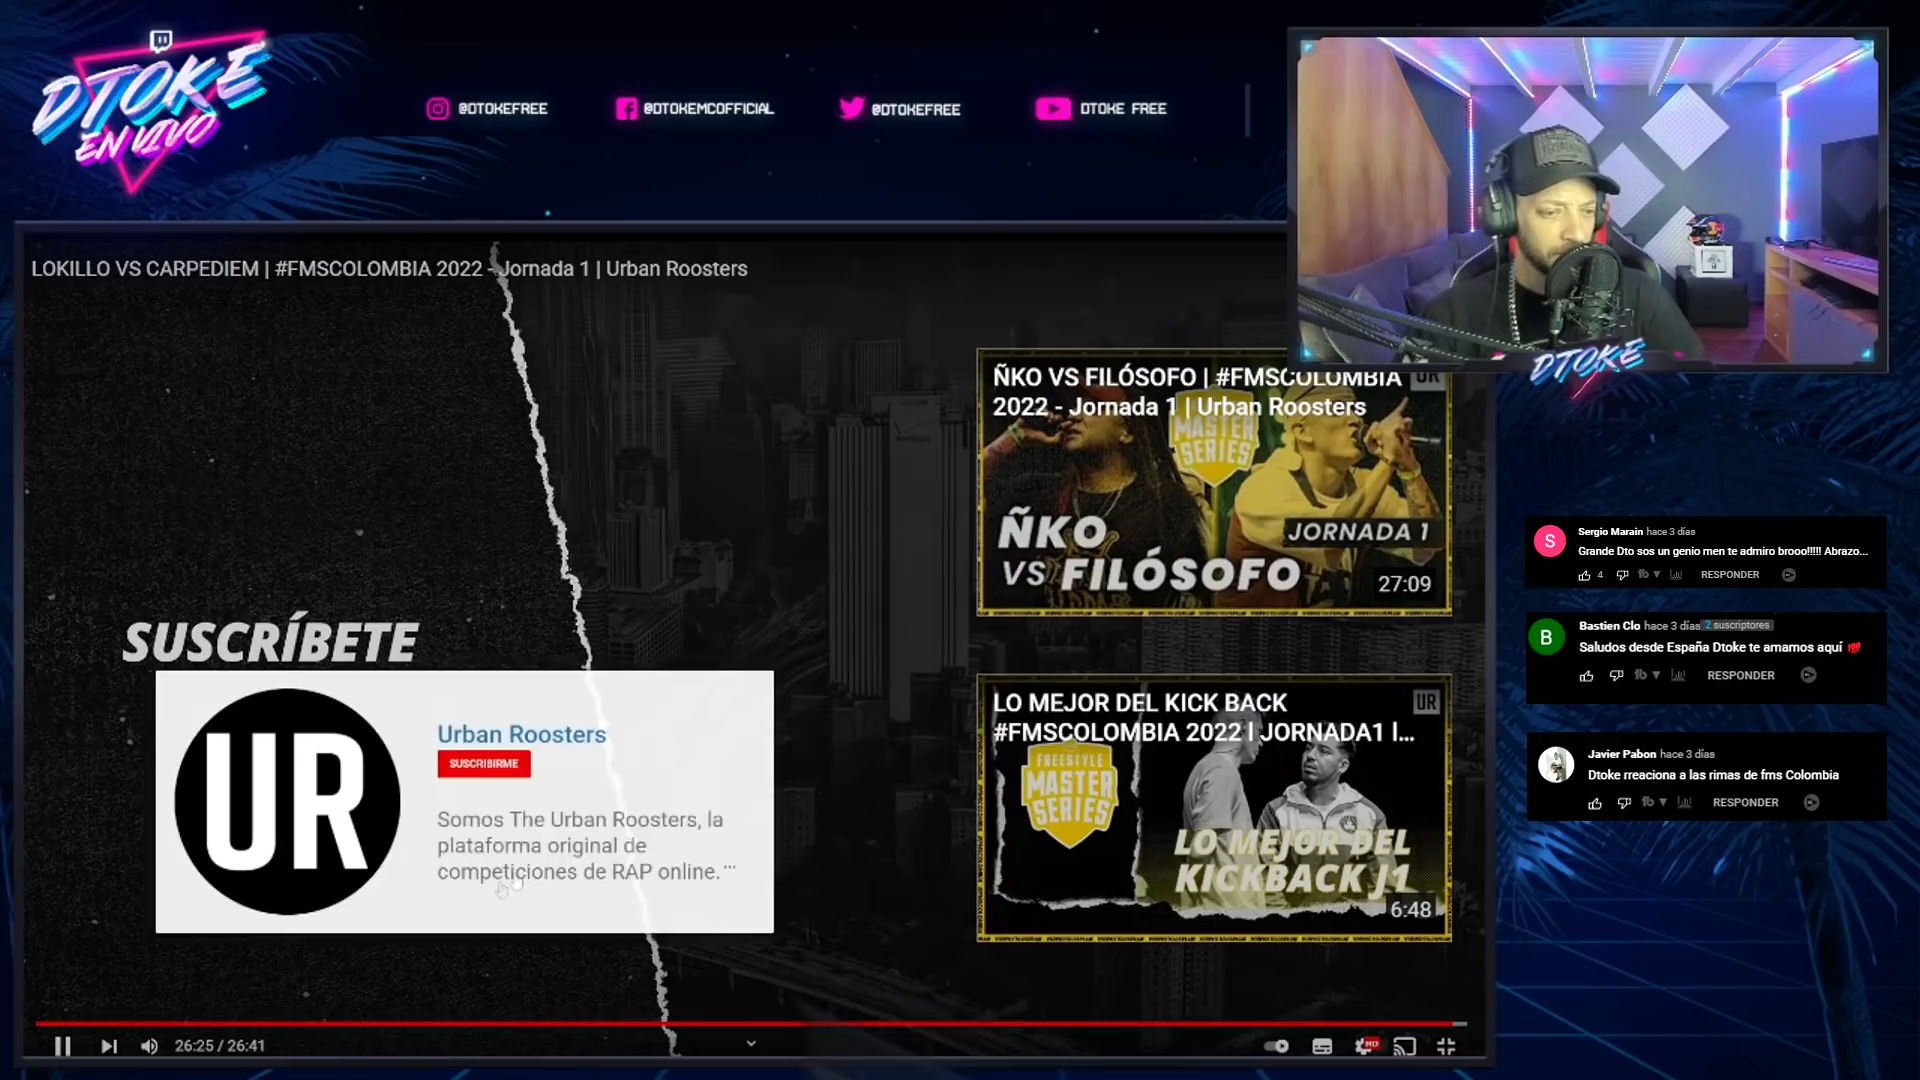 DTOKE
EN VIVO
@DTOKEFREE
@DTOKEMCOFFICIAL
@DTOKEFREE
DTOKE FREE
DTOKE
LOKILLO VS CARPEDIEM | #FMSCOLOMBIA 2022 - Jornada 1 | Urban Roosters
ÑKO VS FILÓSOFO | #FMSCOLOMBIA
2022 - Jornada 1 | Urban Roosters
UR
MASTER
SERIES
ÑKO
VS FILÓSOFO
JORNADA 1
27:09
SUSCRÍBETE
UR
Urban Roosters
SUSCRIBIRME
Somos The Urban Roosters, la
plataforma original de
competiciones de RAP online. ...
LO MEJOR DEL KICK BACK
#FMSCOLOMBIA 2022 | JORNADA1 |...
UR
FREESTYLE
MASTER
SERIES
LO MEJOR DEL
KICKBACK J1
6:48
26:25 / 26:41
HD
S
Sergio Marain hace 3 días
Grande Dto sos un genio men te admiro brooo!!!!! Abrazo...
4
RESPONDER
B
Bastien Clo hace 3 días 2 suscriptores
Saludos desde España Dtoke te amamos aquí 💯
RESPONDER
Javier Pabon hace 3 días
Dtoke rreaciona a las rimas de fms Colombia
RESPONDER